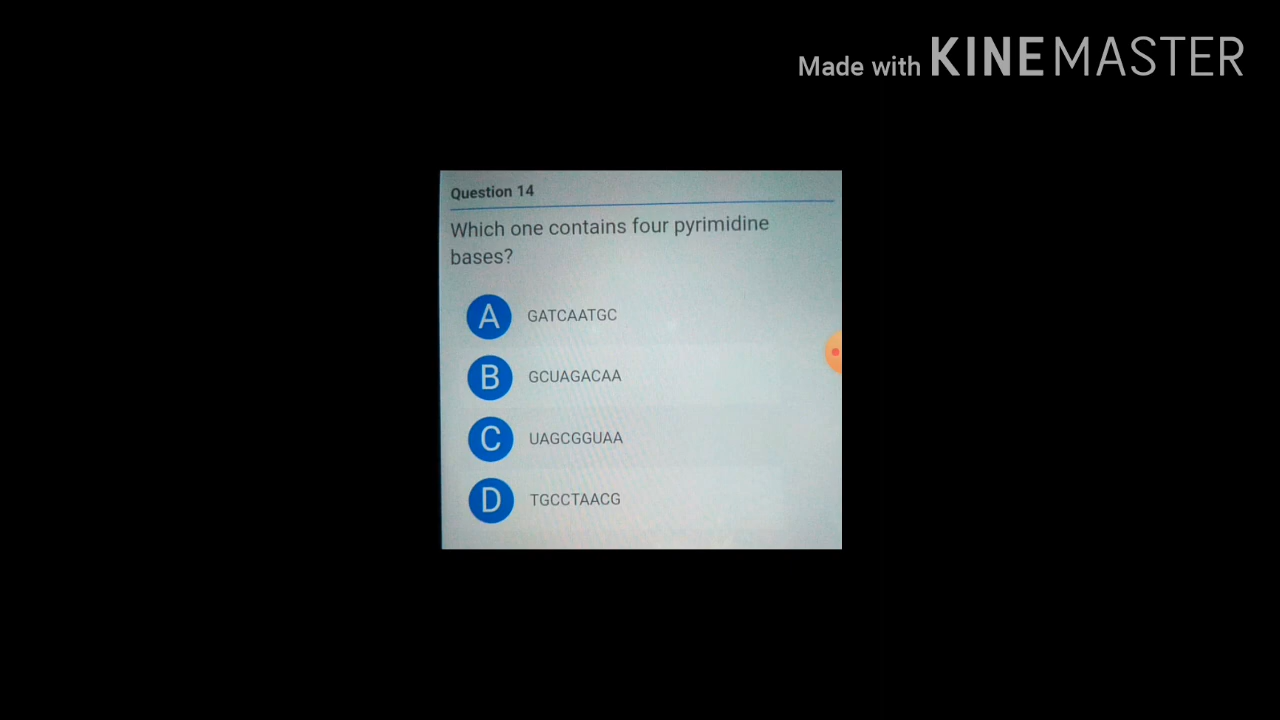 Made with KINEMASTER
Question 14
Which one contains four pyrimidine
bases?
A GATCAATGC
B GCUAGACAA
C UAGCGGUAA
D TGCCTAACG